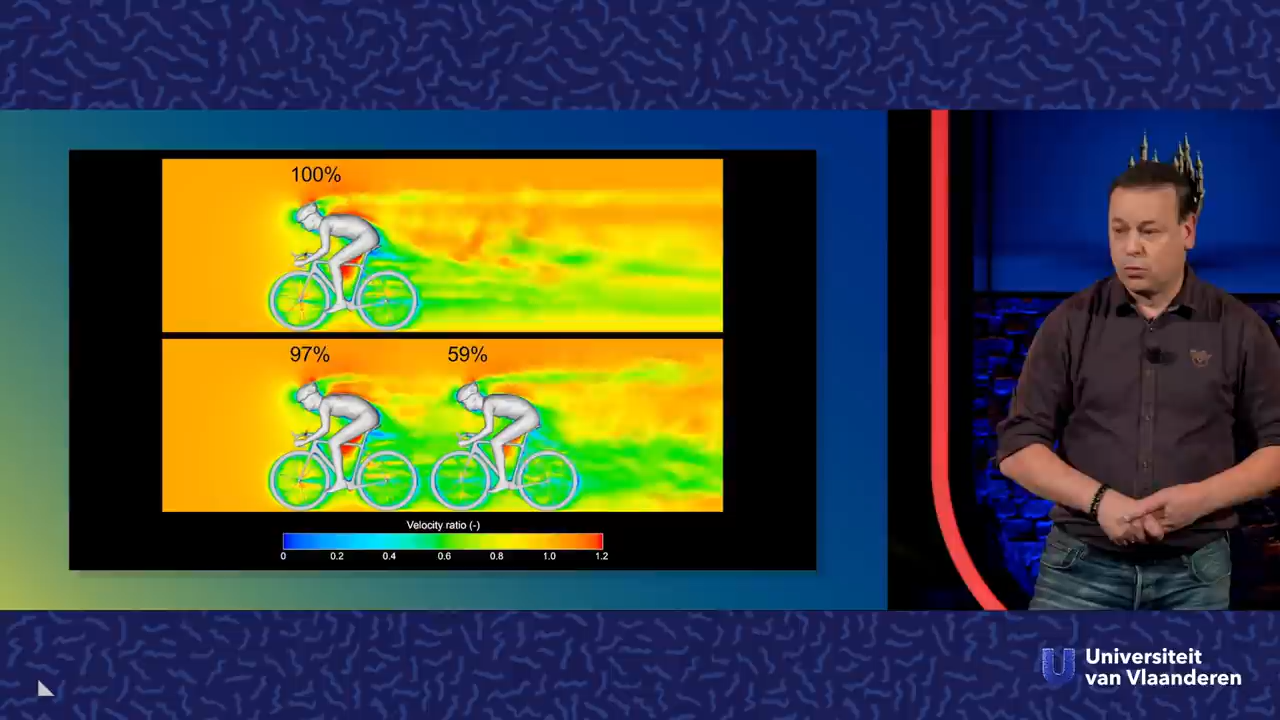 100%
97%
59%
Velocity ratio (-)
0 0.2 0.4 0.6 0.8 1.0 1.2
Universiteit
van Vlaanderen